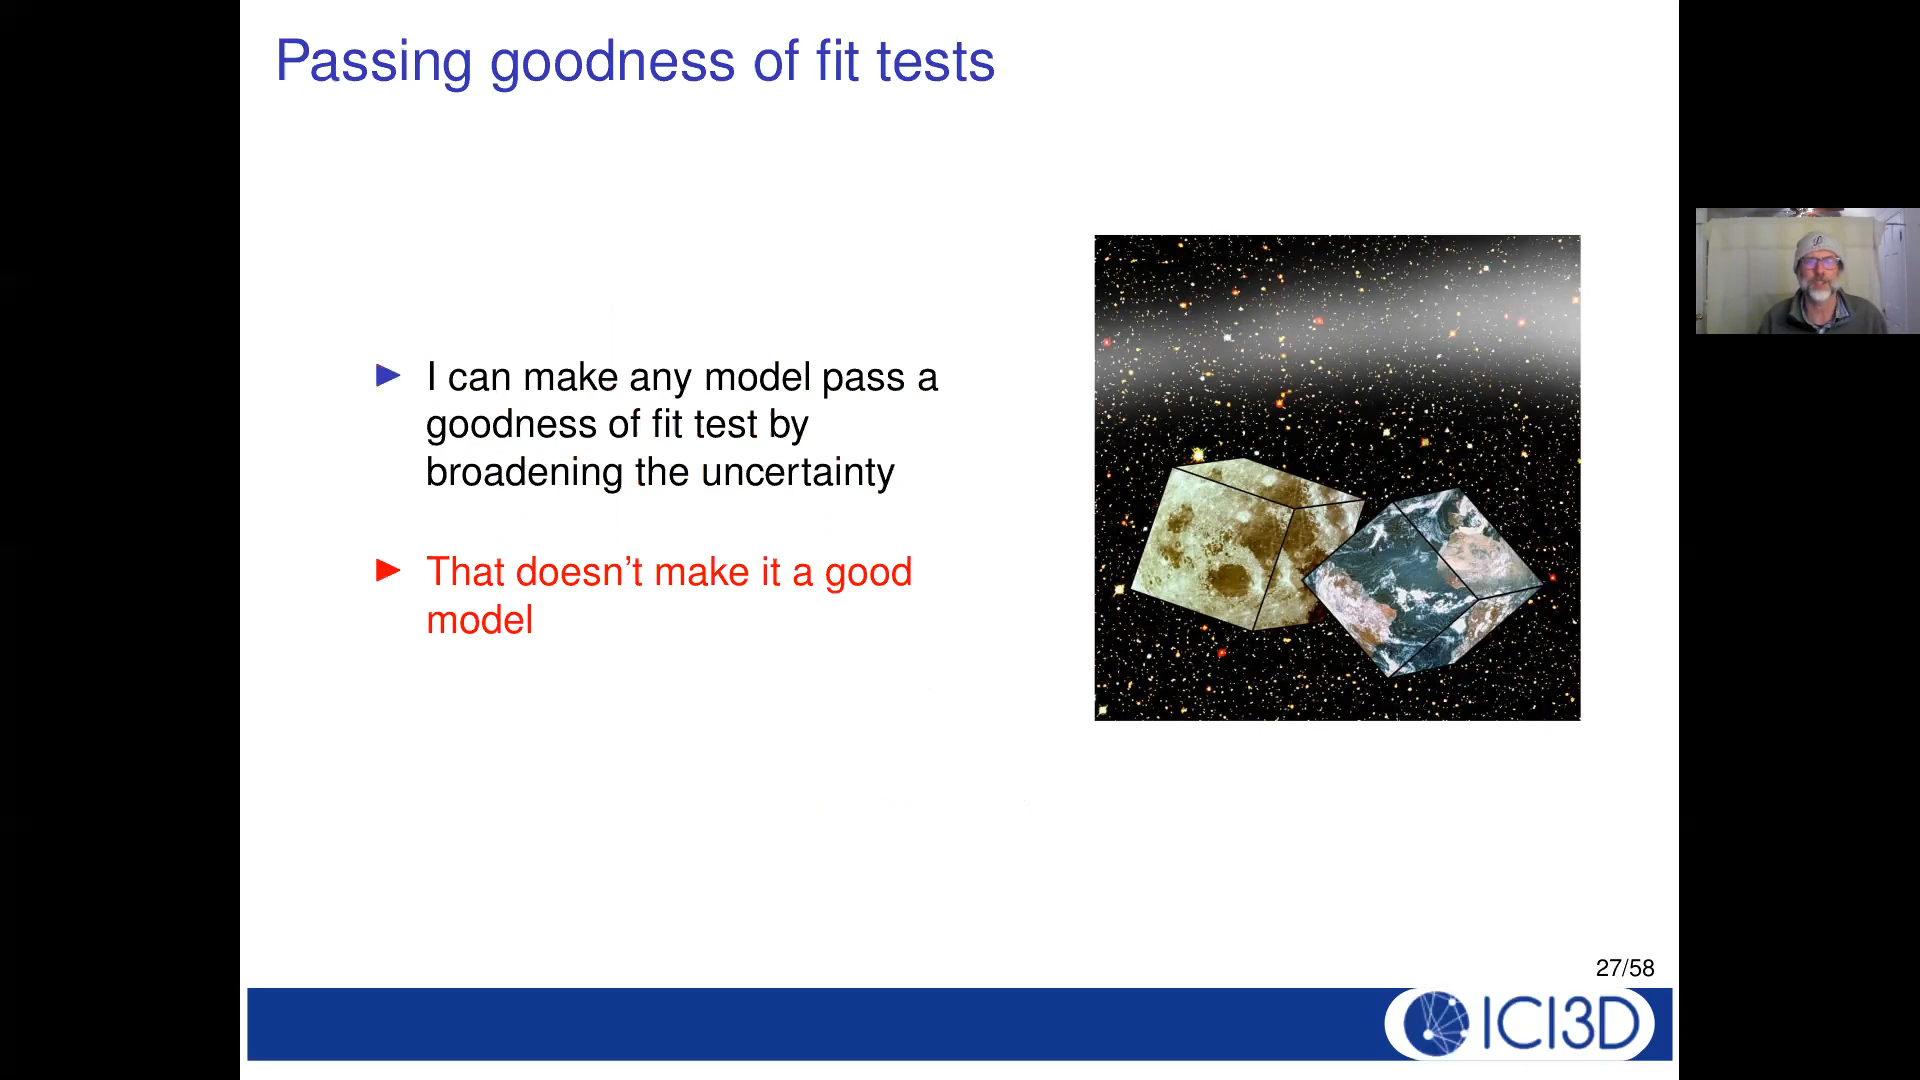 Passing goodness of fit tests
I can make any model pass a
goodness of fit test by
broadening the uncertainty
That doesn't make it a good
model
27/58
ICI3D